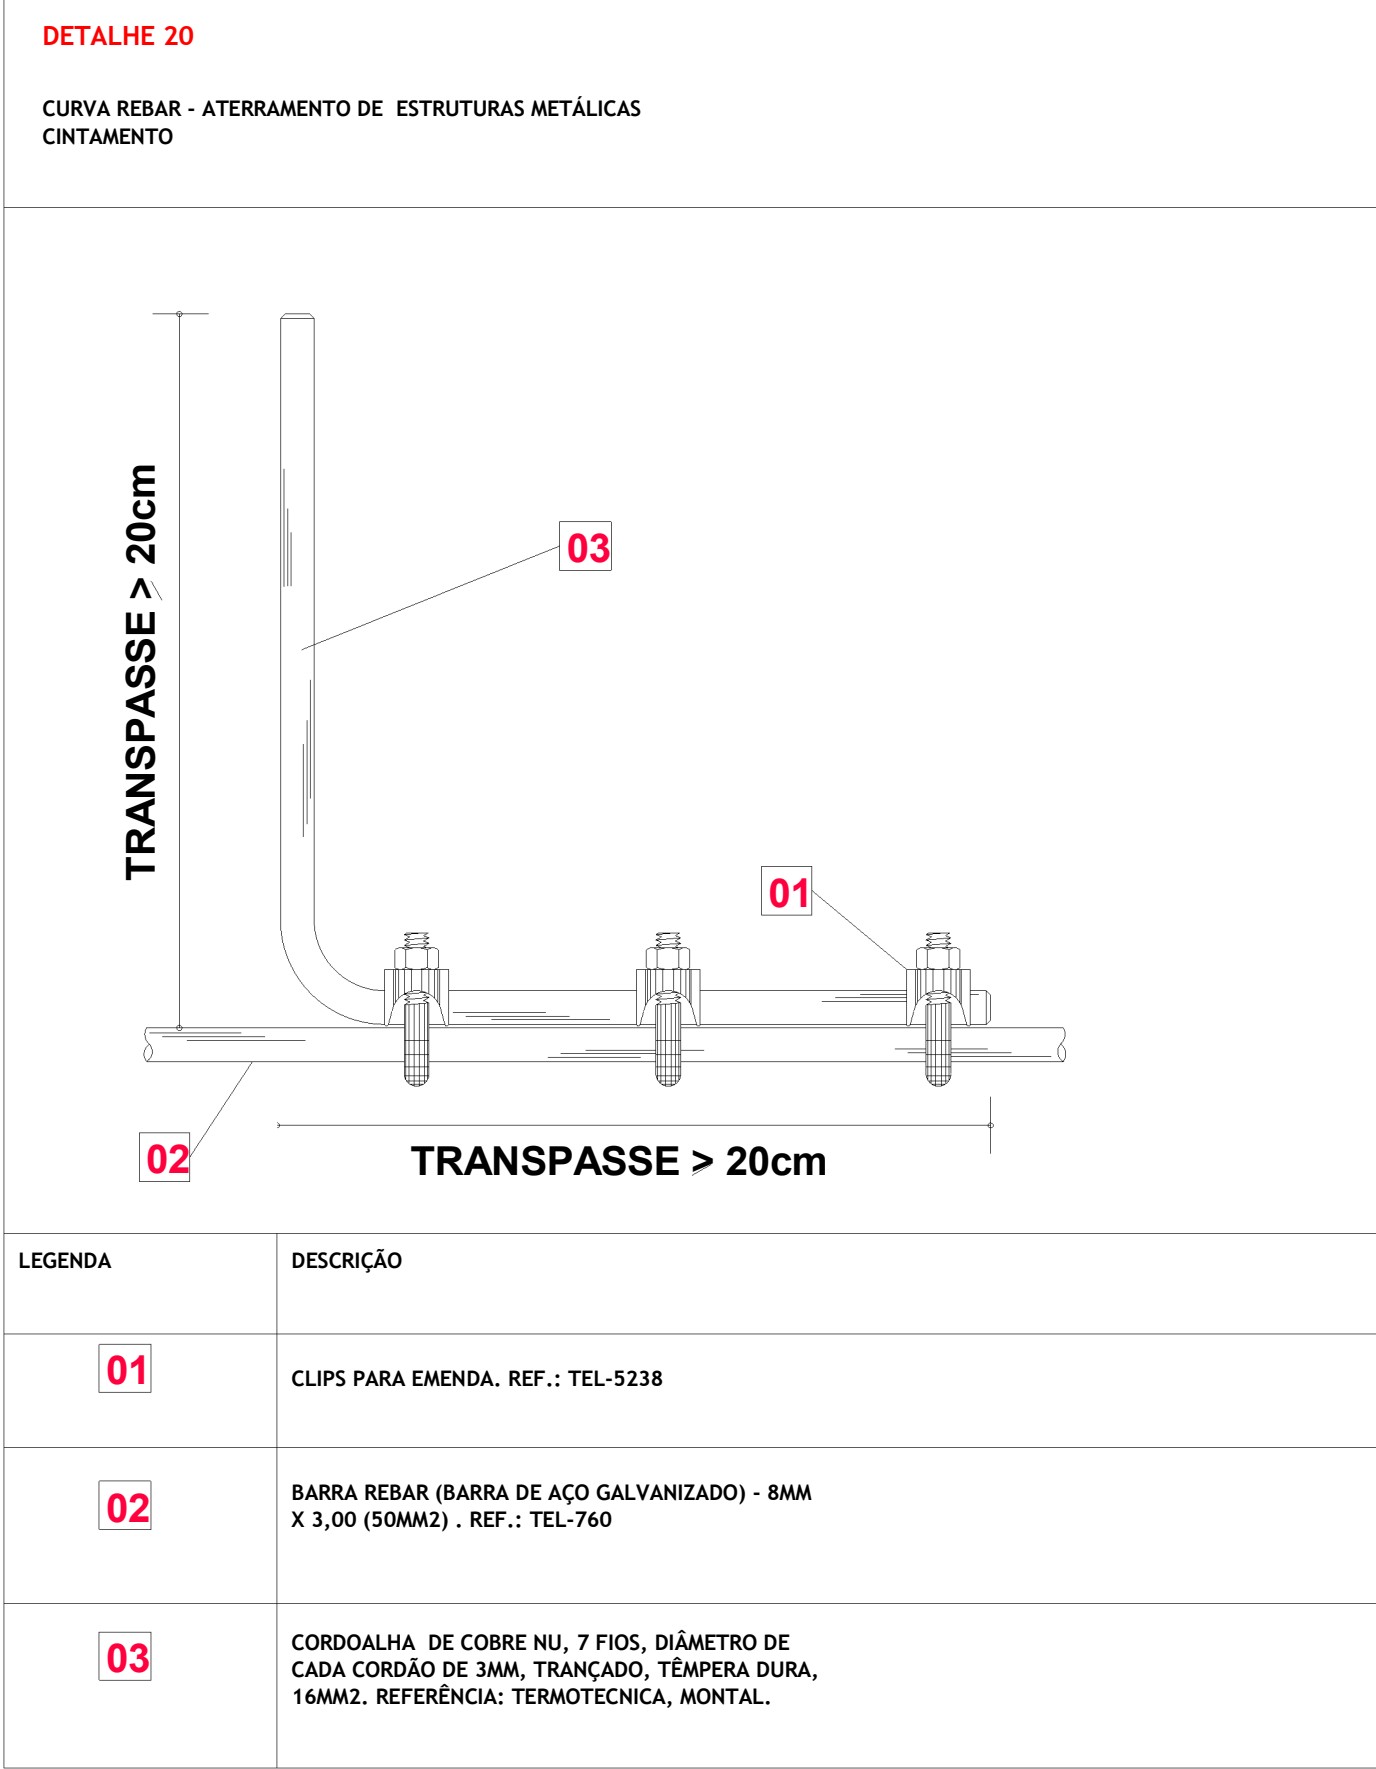 DETALHE 20
CURVA REBAR - ATERRAMENTO DE ESTRUTURAS METÁLICAS
CINTAMENTO
TRANSPASSE ≥ 20cm
03
01
02
TRANSPASSE ≥ 20cm
LEGENDA DESCRIÇÃO
01 CLIPS PARA EMENDA. REF.: TEL-5238
02 BARRA REBAR (BARRA DE AÇO GALVANIZADO) - 8MM
X 3,00 (50MM2) . REF.: TEL-760
03 CORDOALHA DE COBRE NU, 7 FIOS, DIÂMETRO DE
CADA CORDÃO DE 3MM, TRANÇADO, TÊMPERA DURA,
16MM2. REFERÊNCIA: TERMOTECNICA, MONTAL.